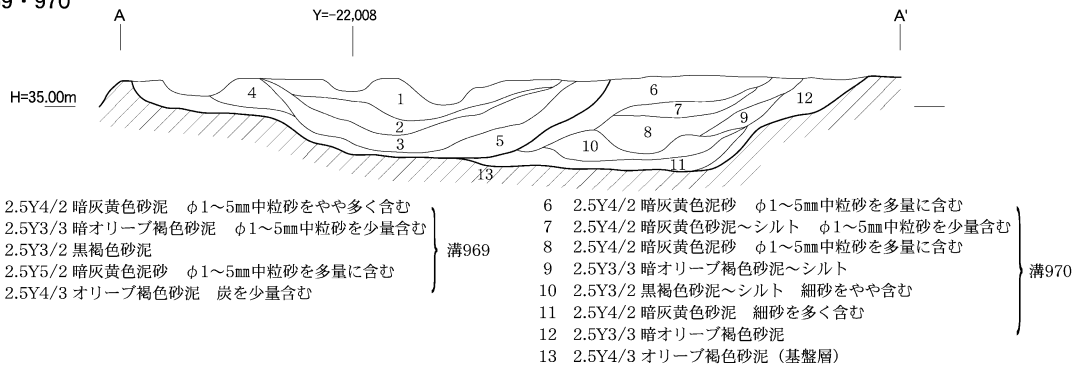 9・970
A Y=-22,008 A'
H=35.00m
4 1 6 12
7
2 8 9
3 5 10
11
13
2.5Y4/2 暗灰黄色砂泥 φ1～5㎜中粒砂をやや多く含む
2.5Y3/3 暗オリーブ褐色砂泥 φ1～5㎜中粒砂を少量含む
2.5Y3/2 黒褐色砂泥
2.5Y5/2 暗灰黄色泥砂 φ1～5㎜中粒砂を多量に含む
2.5Y4/3 オリーブ褐色砂泥 炭を少量含む
溝969
6 2.5Y4/2 暗灰黄色泥砂 φ1～5㎜中粒砂を多量に含む
7 2.5Y4/2 暗灰黄色砂泥～シルト φ1～5㎜中粒砂を少量含む
8 2.5Y4/2 暗灰黄色泥砂 φ1～5㎜中粒砂を多量に含む
9 2.5Y3/3 暗オリーブ褐色砂泥～シルト
10 2.5Y3/2 黒褐色砂泥～シルト 細砂をやや含む
11 2.5Y4/2 暗灰黄色砂泥 細砂を多く含む
12 2.5Y3/3 暗オリーブ褐色砂泥
13 2.5Y4/3 オリーブ褐色砂泥（基盤層）
溝970